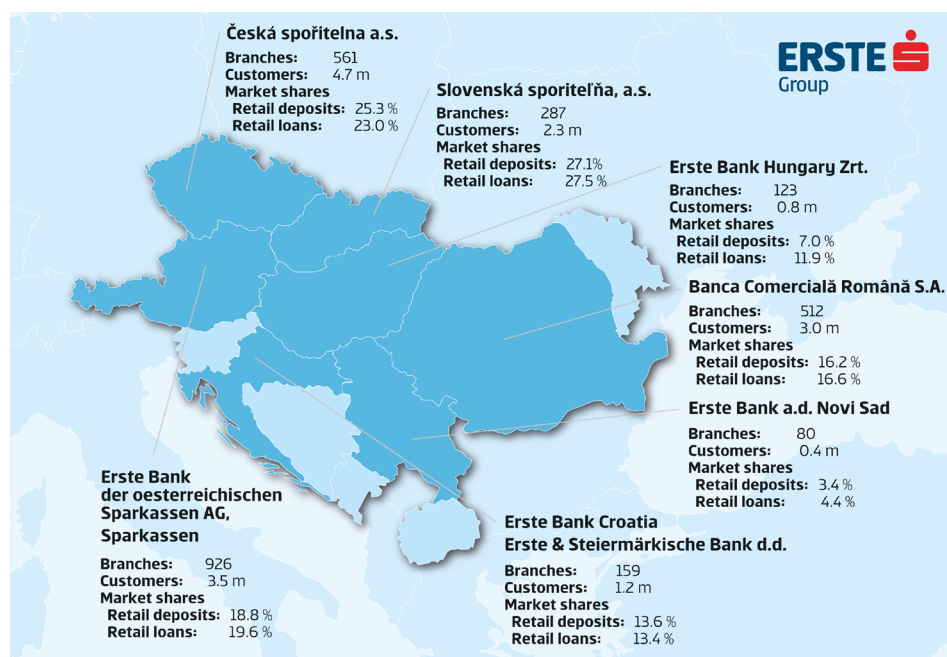 Česká spořitelna a.s.
Branches: 561
Customers: 4.7 m
Market shares
Retail deposits: 25.3 %
Retail loans: 23.0 %
ERSTE
Group
Slovenská sporiteľňa, a.s.
Branches: 287
Customers: 2.3 m
Market shares
Retail deposits: 27.1%
Retail loans: 27.5 %
Erste Bank Hungary Zrt.
Branches: 123
Customers: 0.8 m
Market shares
Retail deposits: 7.0 %
Retail loans: 11.9 %
Banca Comercială Română S.A.
Branches: 512
Customers: 3.0 m
Market shares
Retail deposits: 16.2 %
Retail loans: 16.6 %
Erste Bank a.d. Novi Sad
Branches: 80
Customers: 0.4 m
Market shares
Retail deposits: 3.4 %
Retail loans: 4.4 %
Erste Bank
der oesterreichischen
Sparkassen AG,
Sparkassen
Branches: 926
Customers: 3.5 m
Market shares
Retail deposits: 18.8 %
Retail loans: 19.6 %
Erste Bank Croatia
Erste & Steiermärkische Bank d.d.
Branches: 159
Customers: 1.2 m
Market shares
Retail deposits: 13.6 %
Retail loans: 13.4 %